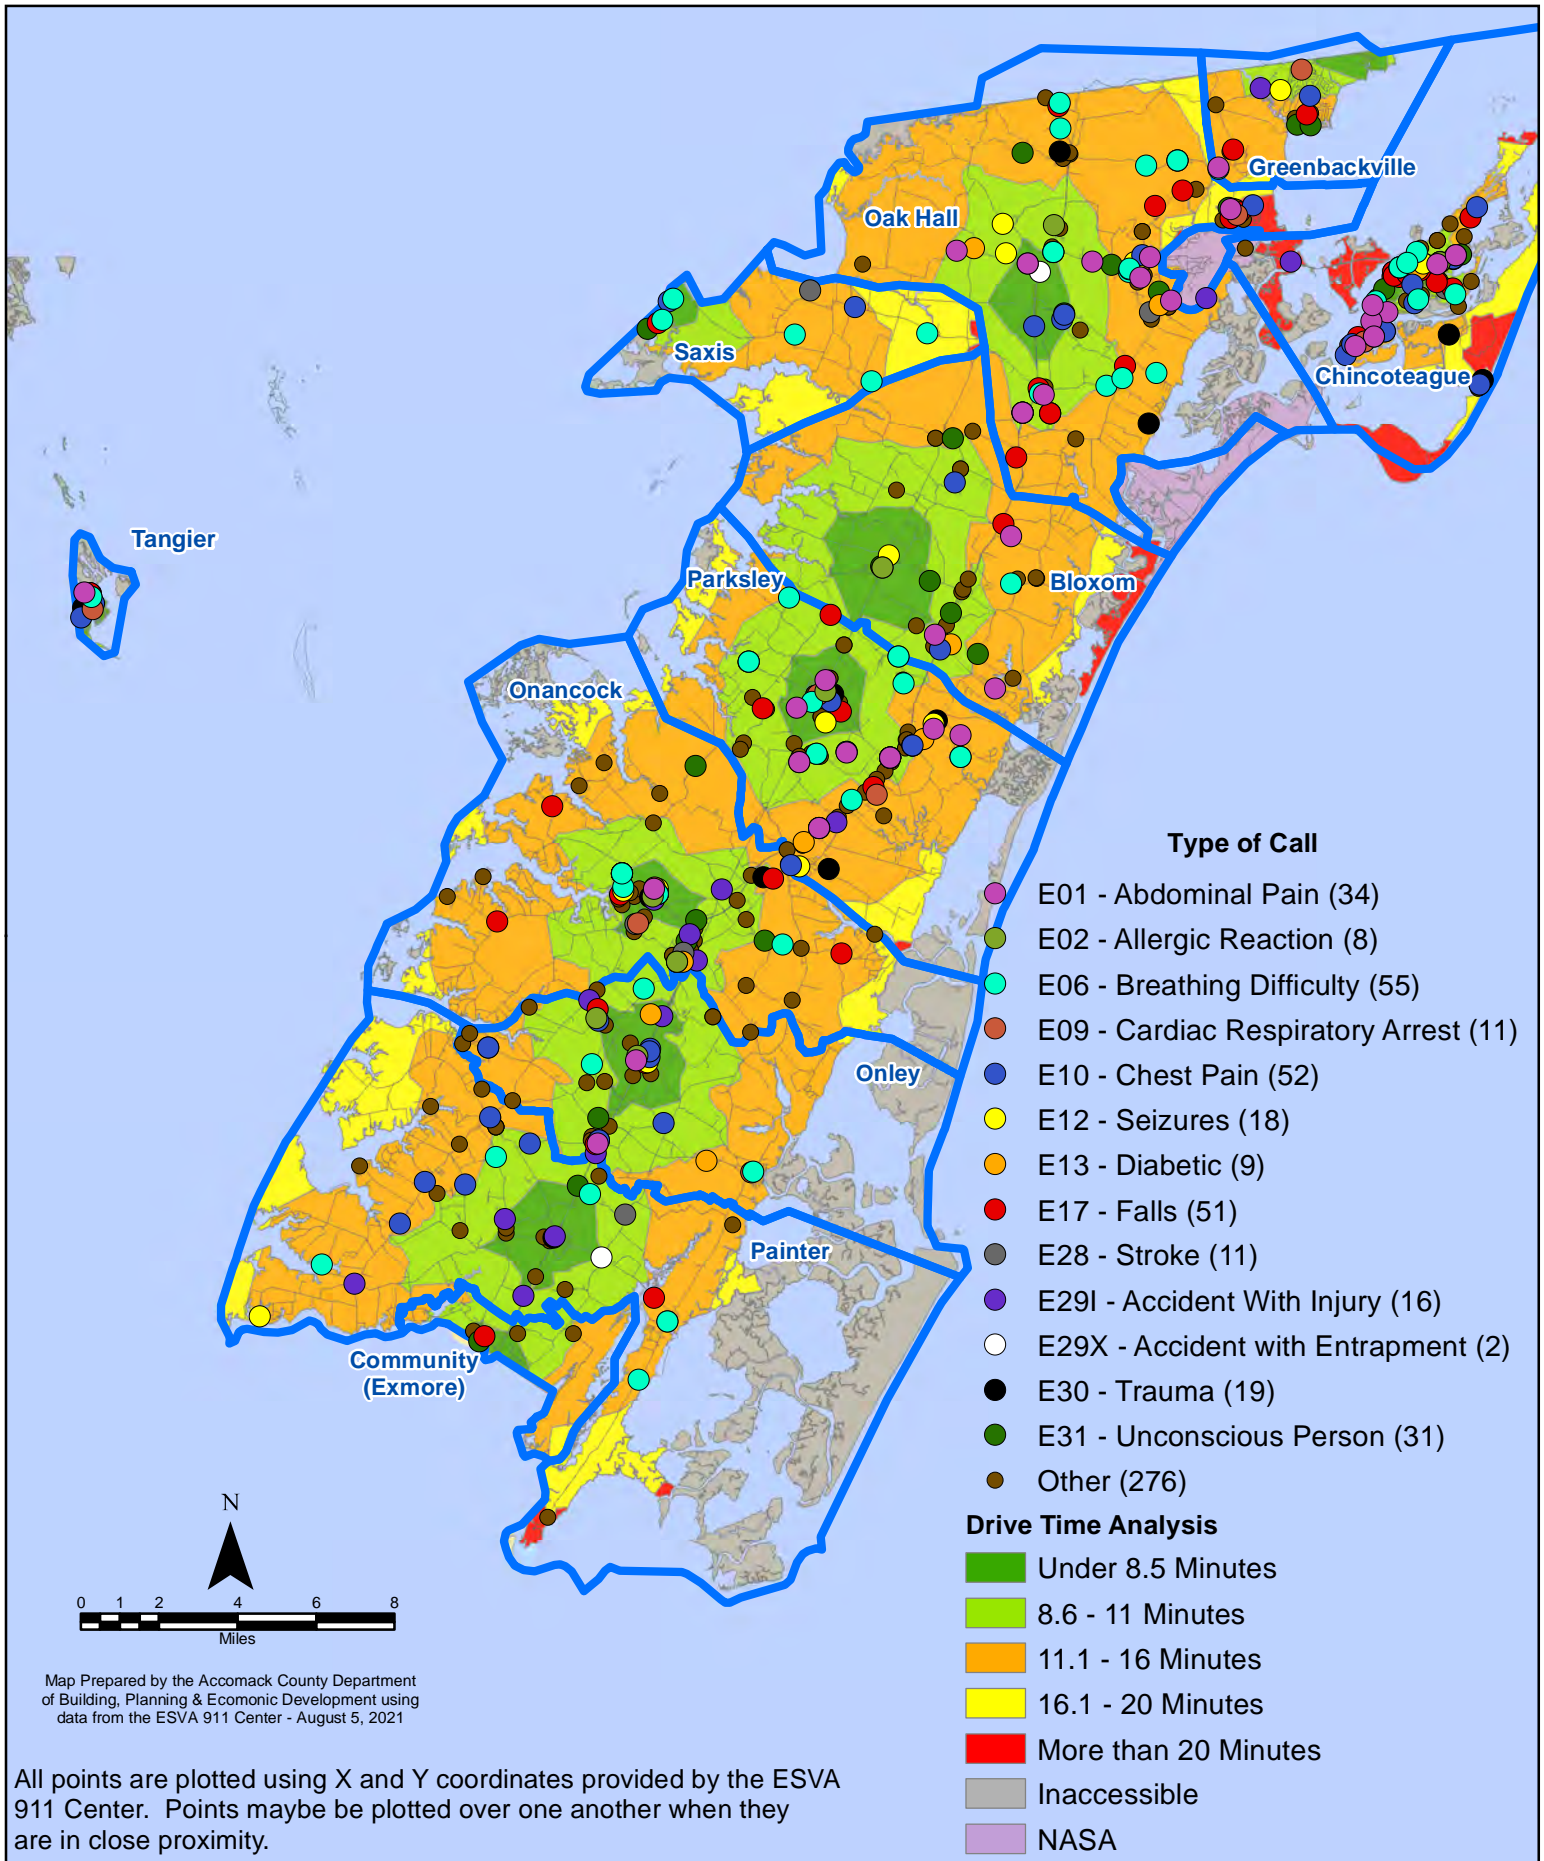 Greenbackville
Oak Hall
Saxis
Chincoteague
Tangier
Parksley
Bloxom
Onancock
Onley
Painter
Community
(Exmore)
Type of Call
E01 - Abdominal Pain (34)
E02 - Allergic Reaction (8)
E06 - Breathing Difficulty (55)
E09 - Cardiac Respiratory Arrest (11)
E10 - Chest Pain (52)
E12 - Seizures (18)
E13 - Diabetic (9)
E17 - Falls (51)
E28 - Stroke (11)
E29I - Accident With Injury (16)
E29X - Accident with Entrapment (2)
E30 - Trauma (19)
E31 - Unconscious Person (31)
Other (276)
Drive Time Analysis
Under 8.5 Minutes
8.6 - 11 Minutes
11.1 - 16 Minutes
16.1 - 20 Minutes
More than 20 Minutes
Inaccessible
NASA
N
0 1 2 4 6 8
Miles
Map Prepared by the Accomack County Department
of Building, Planning & Ecomonic Development using
data from the ESVA 911 Center - August 5, 2021
All points are plotted using X and Y coordinates provided by the ESVA
911 Center. Points maybe be plotted over one another when they
are in close proximity.